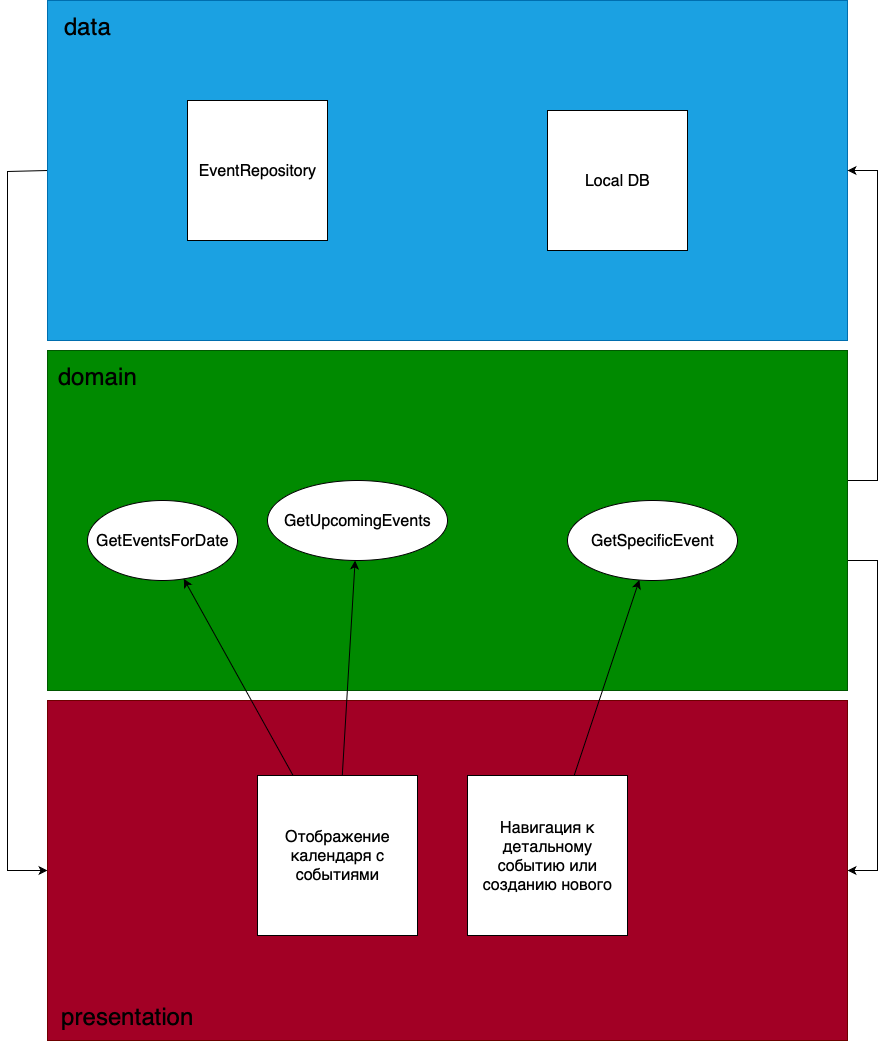 data
EventRepository
Local DB
domain
GetEventsForDate
GetUpcomingEvents
GetSpecificEvent
Отображение
календаря с
событиями
Навигация к
детальному
событию или
созданию нового
presentation